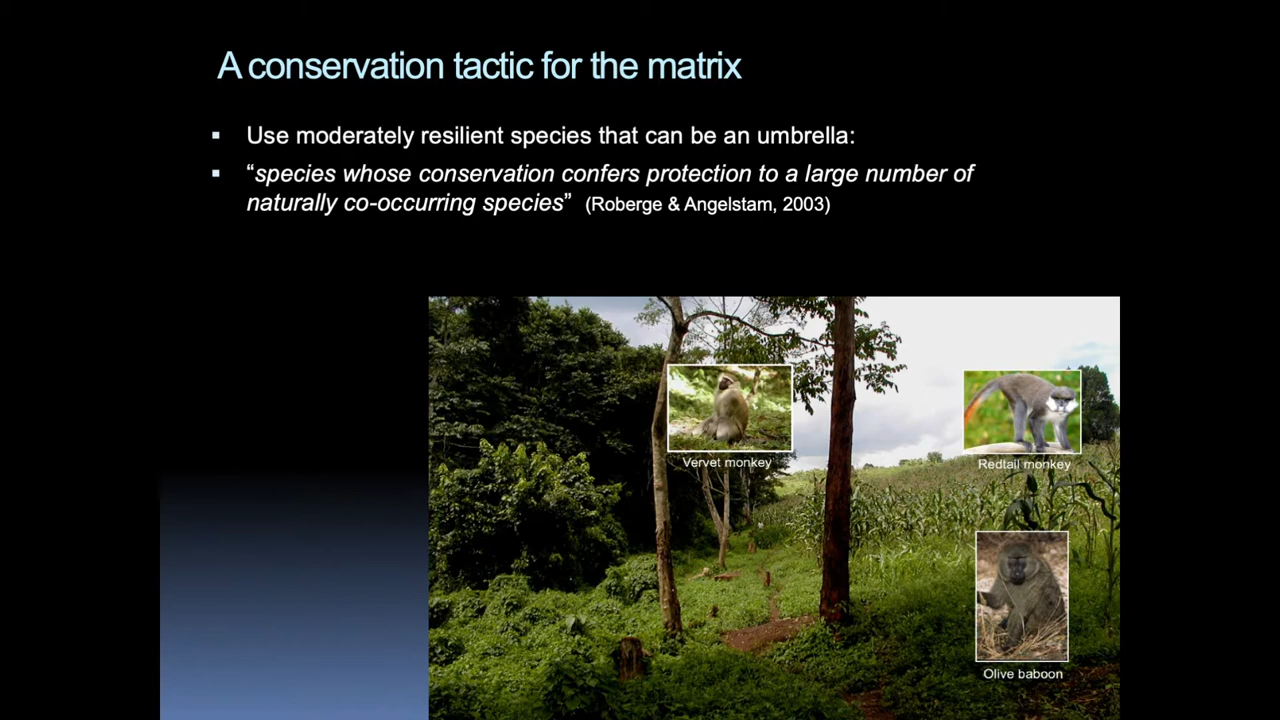 A conservation tactic for the matrix
▪ Use moderately resilient species that can be an umbrella:
▪ “species whose conservation confers protection to a large number of
naturally co-occurring species” (Roberge & Angelstam, 2003)
Vervet monkey
Redtail monkey
Olive baboon